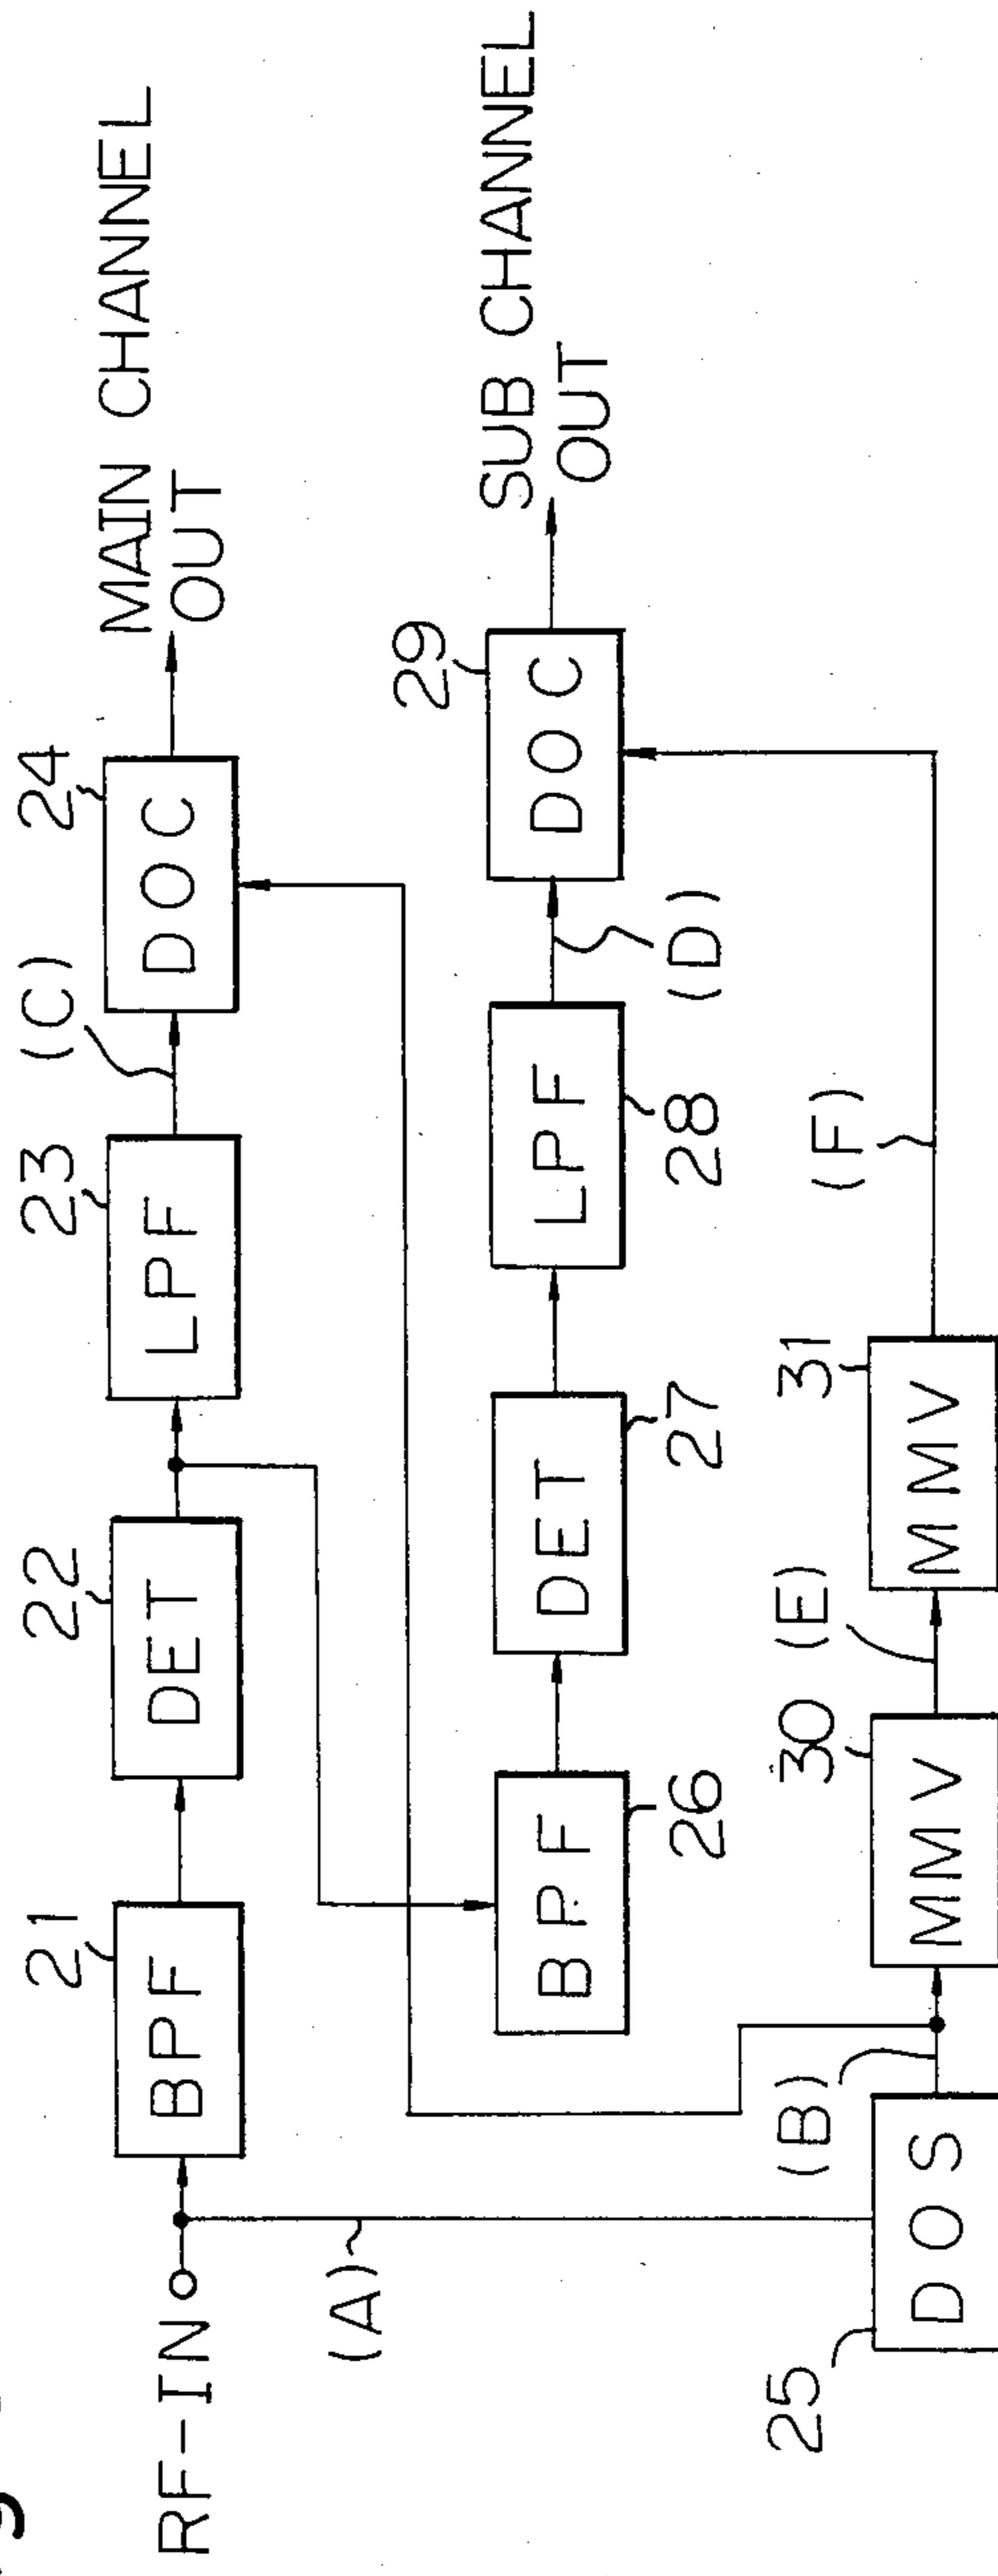 RF-IN
21
BPF
22
DET
23
LPF
(C)
24
DOC
MAIN CHANNEL
OUT
(A)
26
BPF
27
DET
28
LPF
(D)
29
DOC
SUB CHANNEL
OUT
25
DOS
(B)
30
MMV
(E)
31
MMV
(F)